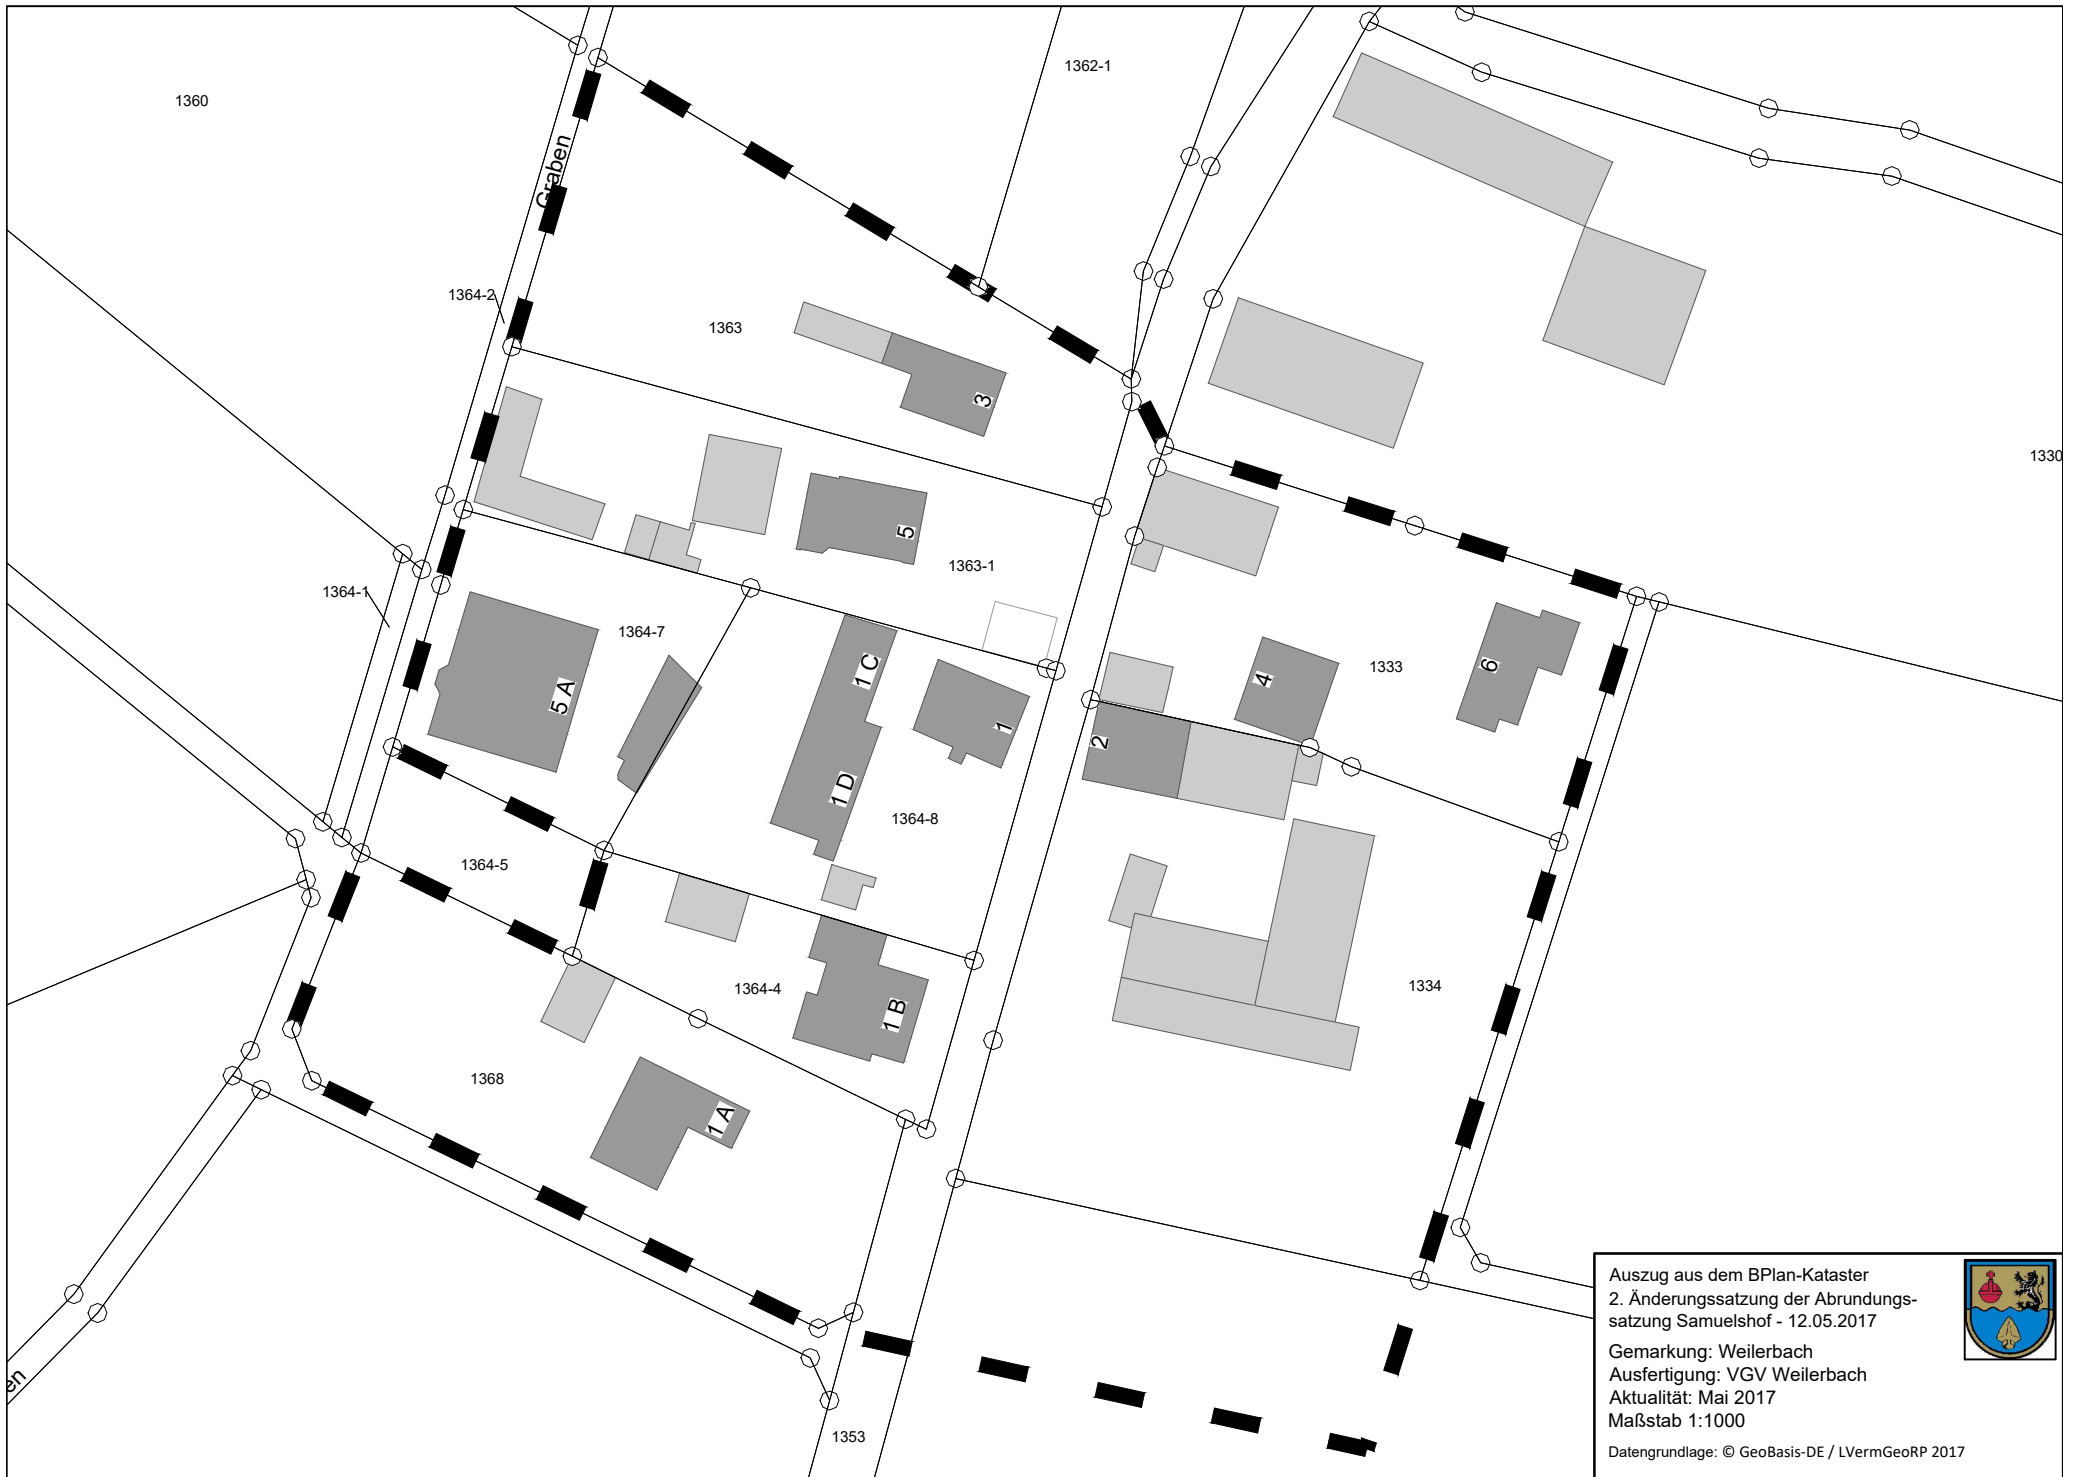 1362-1
1360
Graben
1364-2
1363
3
1330
5
1363-1
1364-1
1364-7
1 C
5 A
1
1333
4
6
2
1 D
1364-8
1364-5
1364-4
1 B
1334
1368
1 A
en
1353
Auszug aus dem BPlan-Kataster
2. Änderungssatzung der Abrundungs-
satzung Samuelshof - 12.05.2017
Gemarkung: Weilerbach
Ausfertigung: VGV Weilerbach
Aktualität: Mai 2017
Maßstab 1:1000
Datengrundlage: © GeoBasis-DE / LVermGeoRP 2017